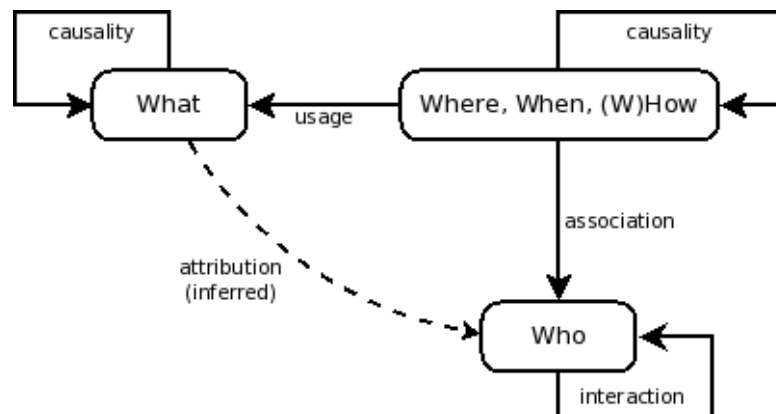 causality
causality
What
Where, When, (W)How
usage
association
attribution
(inferred)
Who
interaction